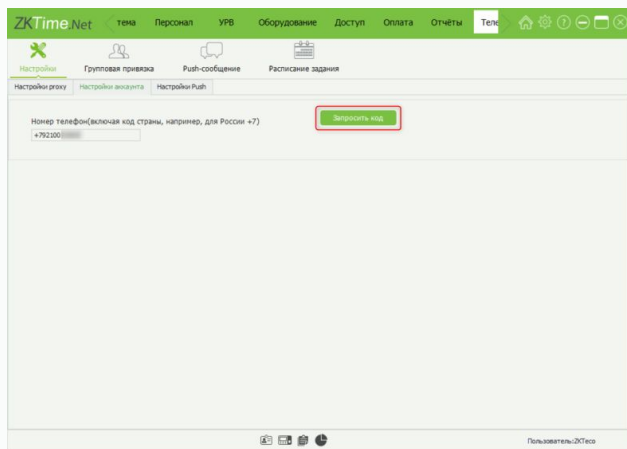 ZKTime.Net тема Персонал УРВ Оборудование Доступ Оплата Отчёты Теле
Настройки Групповая привязка Push-сообщение Расписание задания
Настройки proxy Настройки аккаунта Настройки Push
Номер телефон(включая код страны, например, для России +7) Запросить код
+792100
Пользователь:ZKTeco